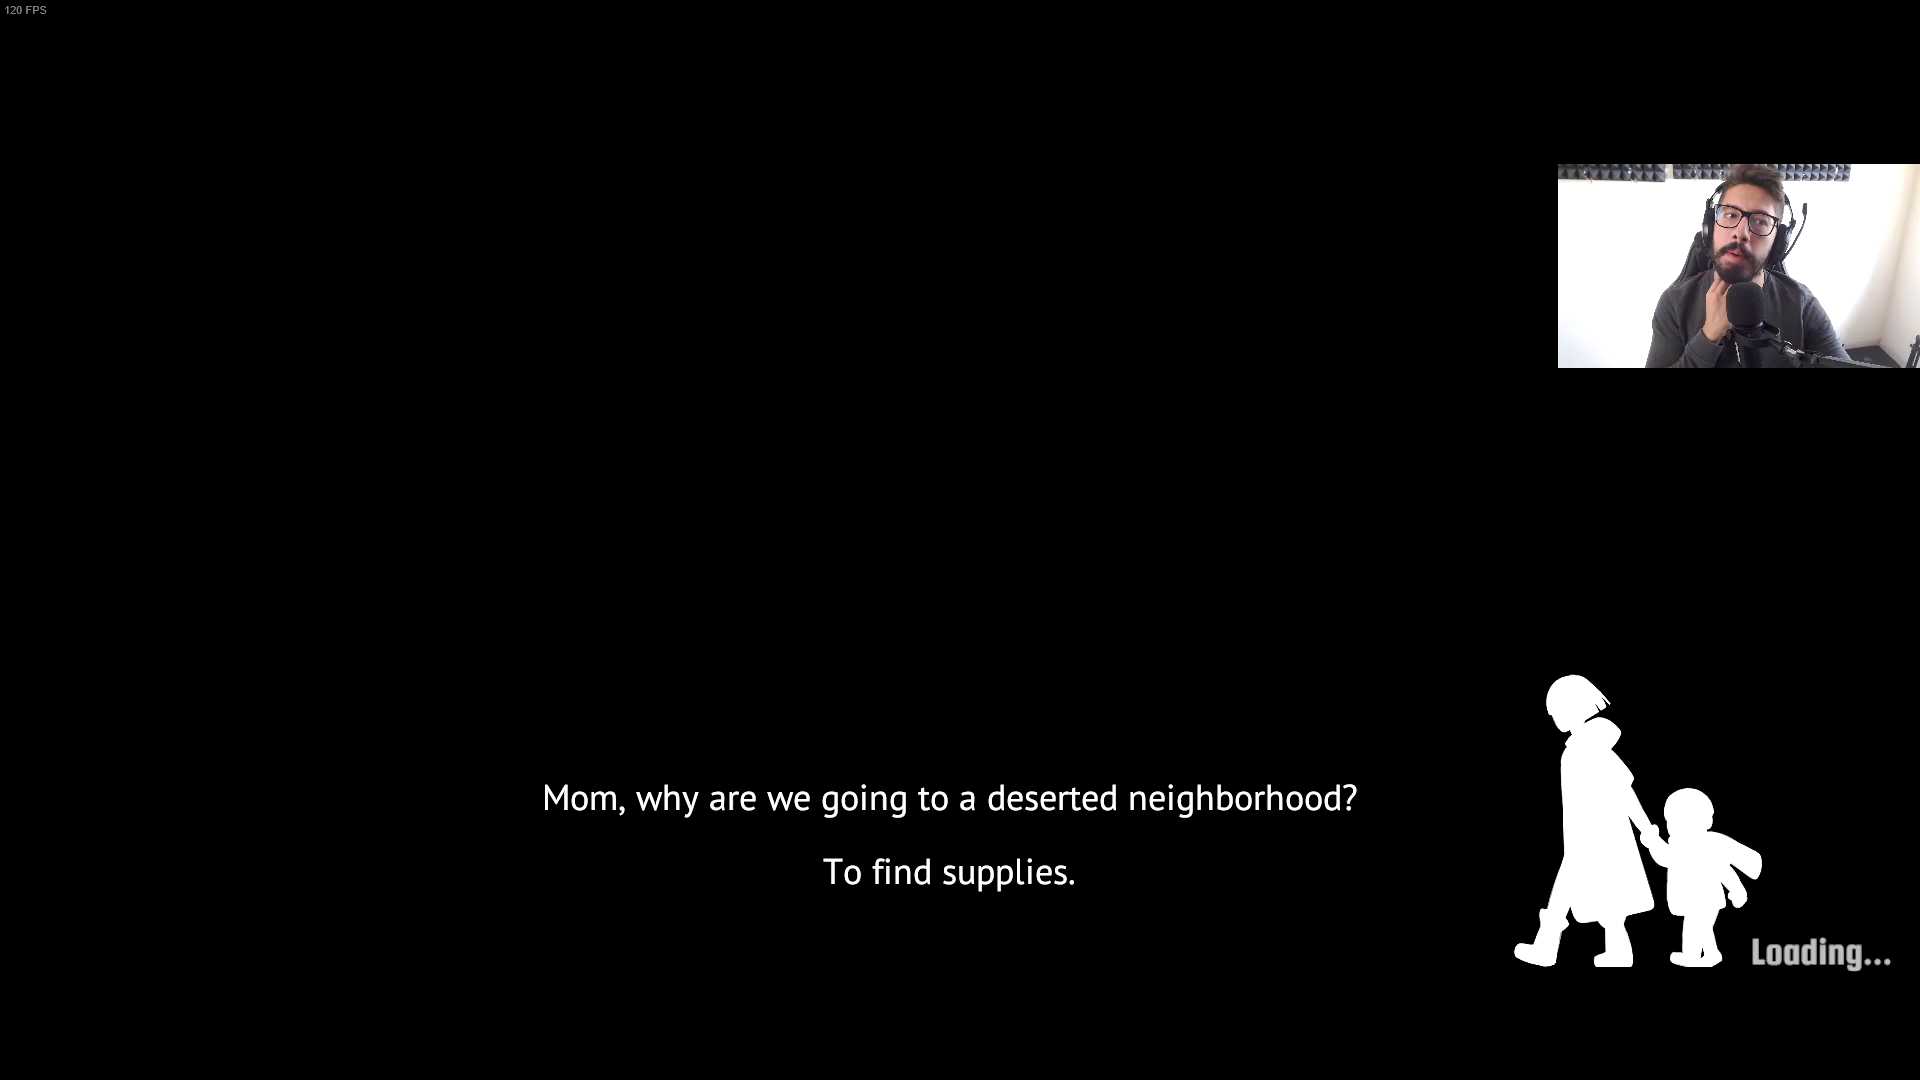 120 FPS
Mom, why are we going to a deserted neighborhood?
To find supplies.
Loading...